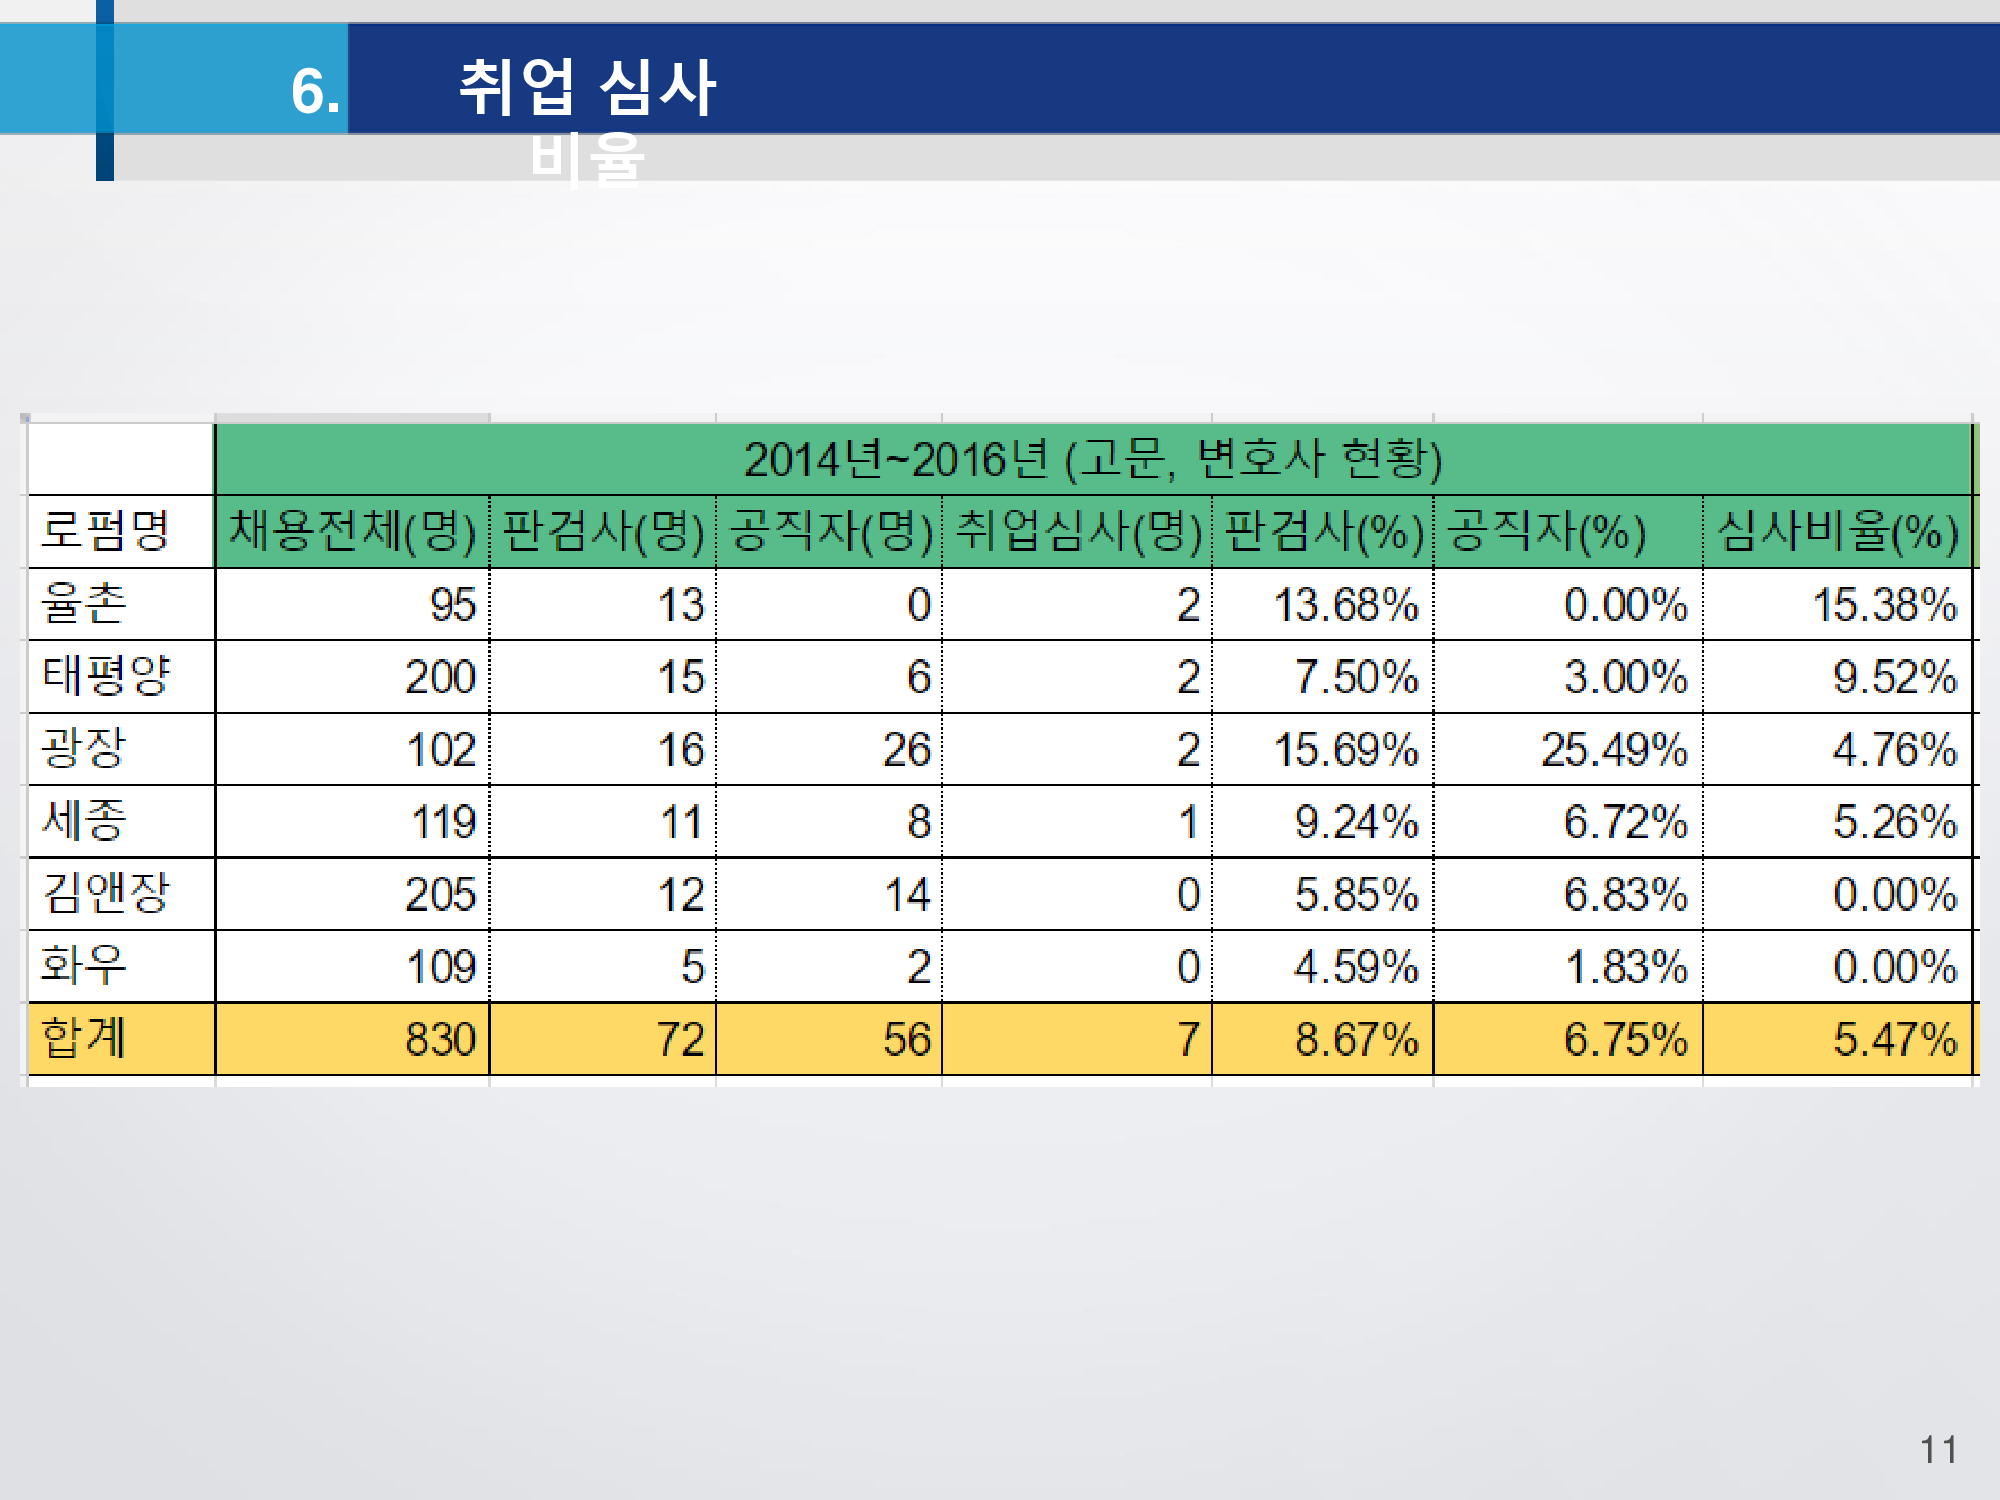 6. 취업 심사
비율
2014년~2016년 (고문, 변호사 현황)
로펌명 채용전체(명) 판검사(명) 공직자(명) 취업심사(명) 판검사(%) 공직자(%) 심사비율(%)
율촌 95 13 0 2 13.68% 0.00% 15.38%
태평양 200 15 6 2 7.50% 3.00% 9.52%
광장 102 16 26 2 15.69% 25.49% 4.76%
세종 119 11 8 1 9.24% 6.72% 5.26%
김앤장 205 12 14 0 5.85% 6.83% 0.00%
화우 109 5 2 0 4.59% 1.83% 0.00%
합계 830 72 56 7 8.67% 6.75% 5.47%
11